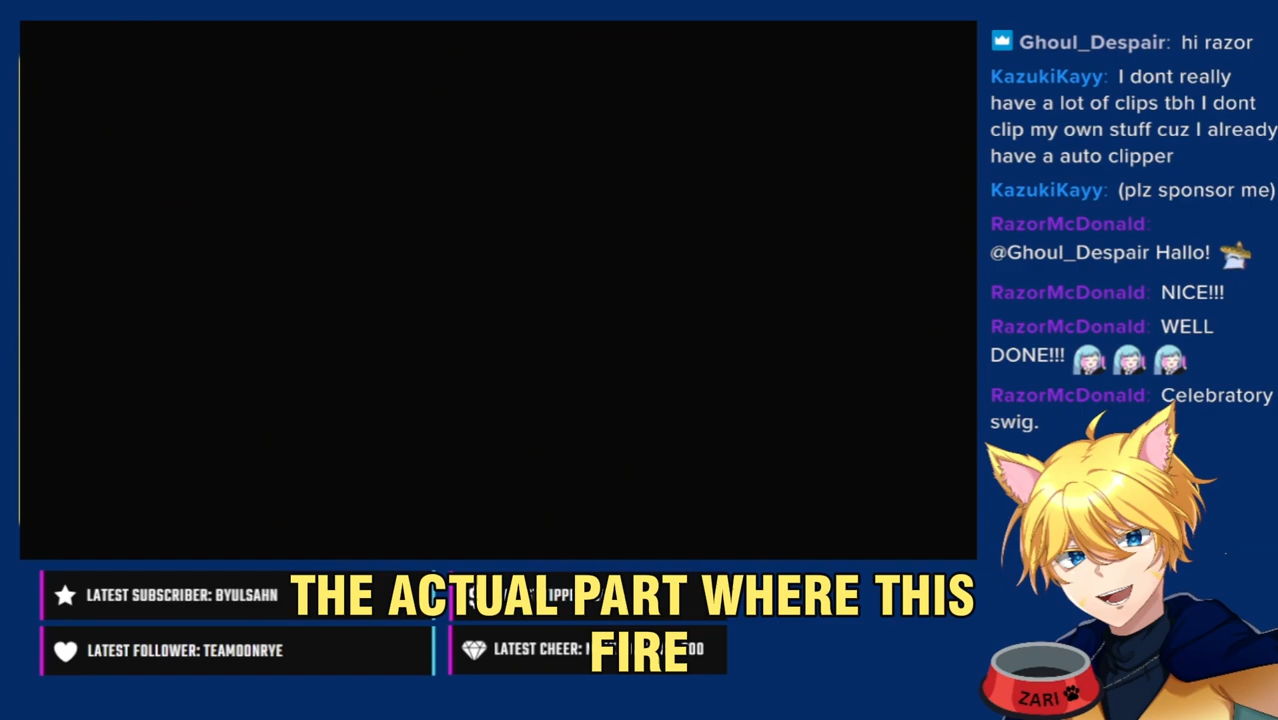 Ghoul_Despair: hi razor
KazukiKayy: I dont really
have a lot of clips tbh I dont
clip my own stuff cuz I already
have a auto clipper
KazukiKayy: (plz sponsor me)
RazorMcDonald:
@Ghoul_Despair Hallo!
RazorMcDonald: NICE!!!
RazorMcDonald: WELL
DONE!!!
RazorMcDonald: Celebratory
swig.
LATEST SUBSCRIBER: BYULSAHN
THE ACTUAL PART WHERE THIS
FIRE
LATEST FOLLOWER: TEAMOONRYE
LATEST CHEER:
ZARI